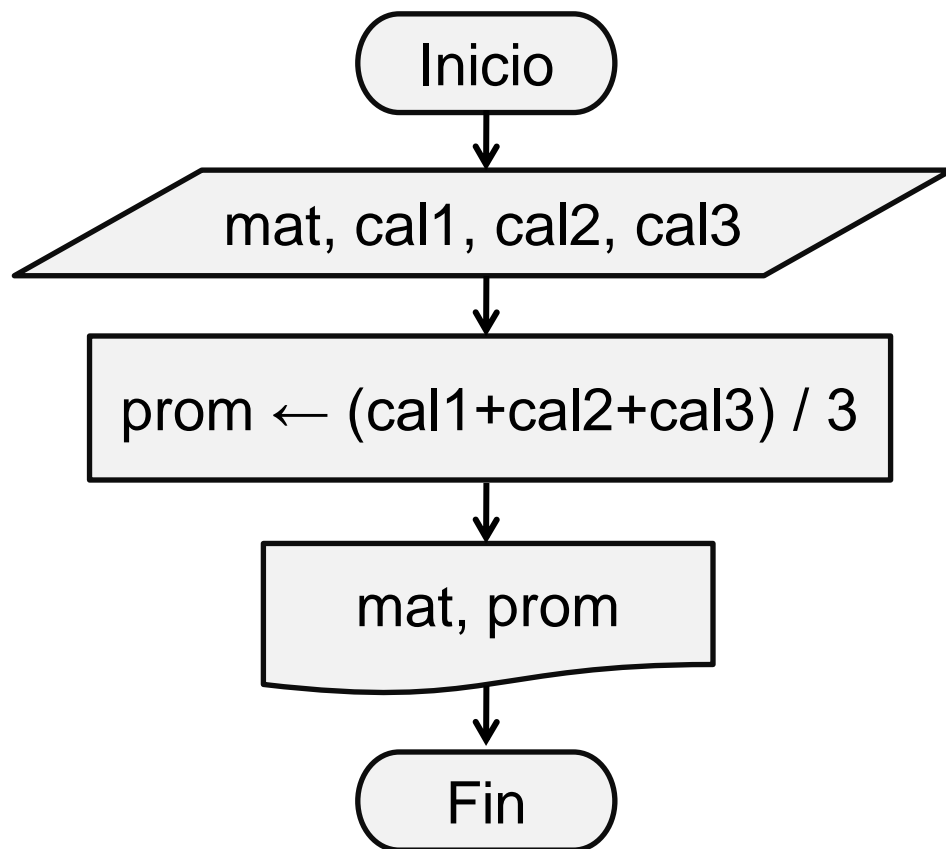 Inicio
mat, cal1, cal2, cal3
prom ← (cal1+cal2+cal3) / 3
mat, prom
Fin